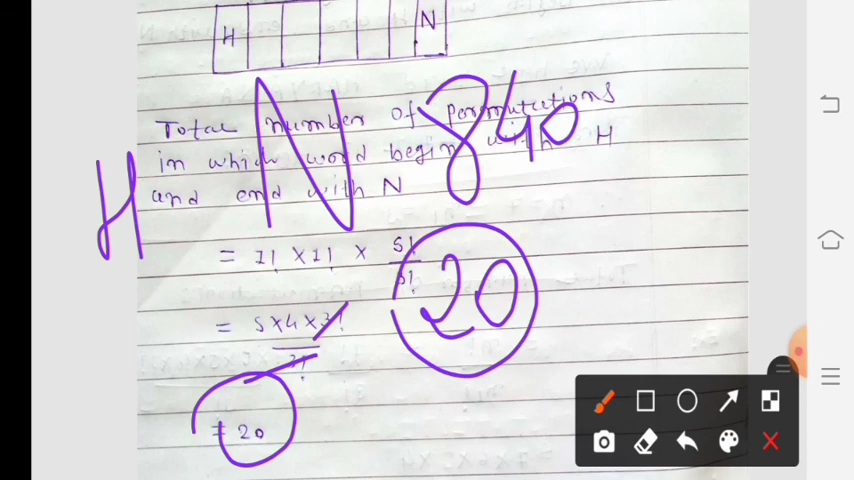 H N
Total number of permutations
in which word begin with H
and end with N
= 1! × 1! × 5!/3!
= 5×4×3!/3!
= 20
H N 840
20